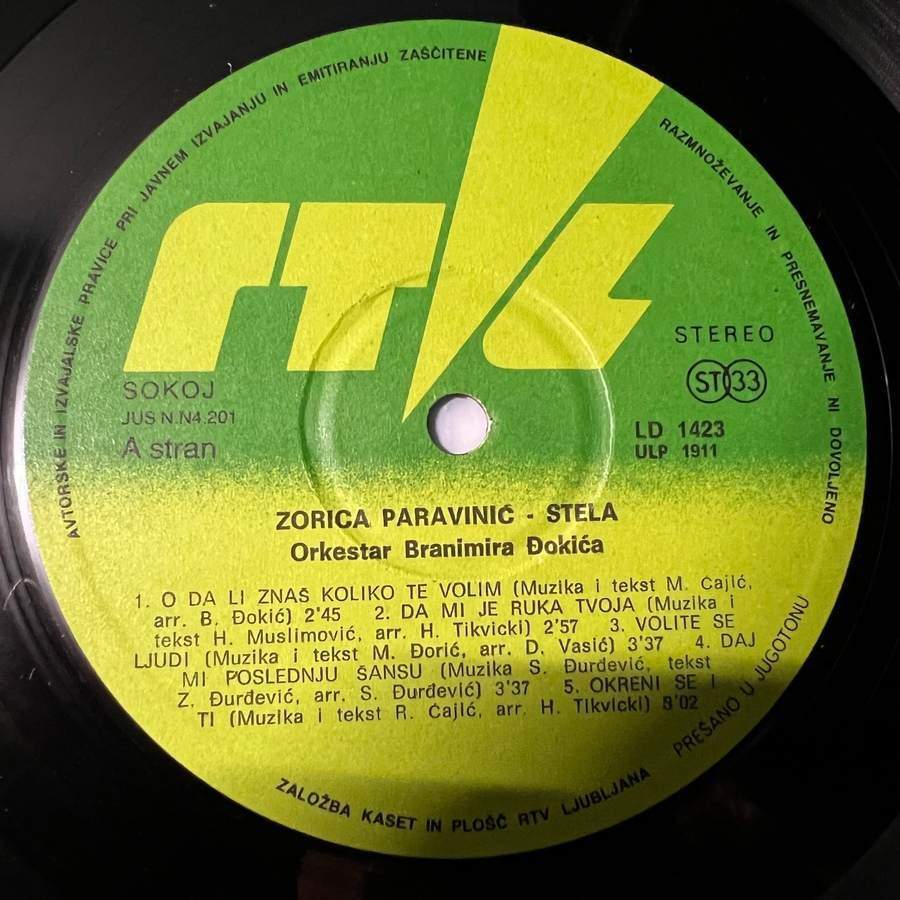 AVTORSKE IN IZVAJALSKE PRAVICE PRI JAVNEM IZVAJANJU IN EMITIRANJU ZAŠČITENE
RAZMNOŽEVANJE IN PRESNEMAVANJE NI DOVOLJENO
rtl
STEREO
ST 33
SOKOJ
JUS N.N4.201
A stran
LD 1423
ULP 1911
ZORICA PARAVINIĆ - STELA
Orkestar Branimira Đokića
1. O DA LI ZNAŠ KOLIKO TE VOLIM (Muzika i tekst M. Ćajić,
arr. B. Đokić) 2'45 2. DA MI JE RUKA TVOJA (Muzika i
tekst H. Muslimović, arr. H. Tikvicki) 2'57 3. VOLITE SE
LJUDI (Muzika i tekst M. Đorić, arr. D. Vasić) 3'37 4. DAJ
MI POSLEDNJU ŠANSU (Muzika S. Đurđević, tekst
Z. Đurđević, arr. S. Đurđević) 3'37 5. OKRENI SE I
TI (Muzika i tekst R. Ćajić, arr. H. Tikvicki) 3'02
PREŠANO U JUGOTONU
ZALOŽBA KASET IN PLOŠČ RTV LJUBLJANA